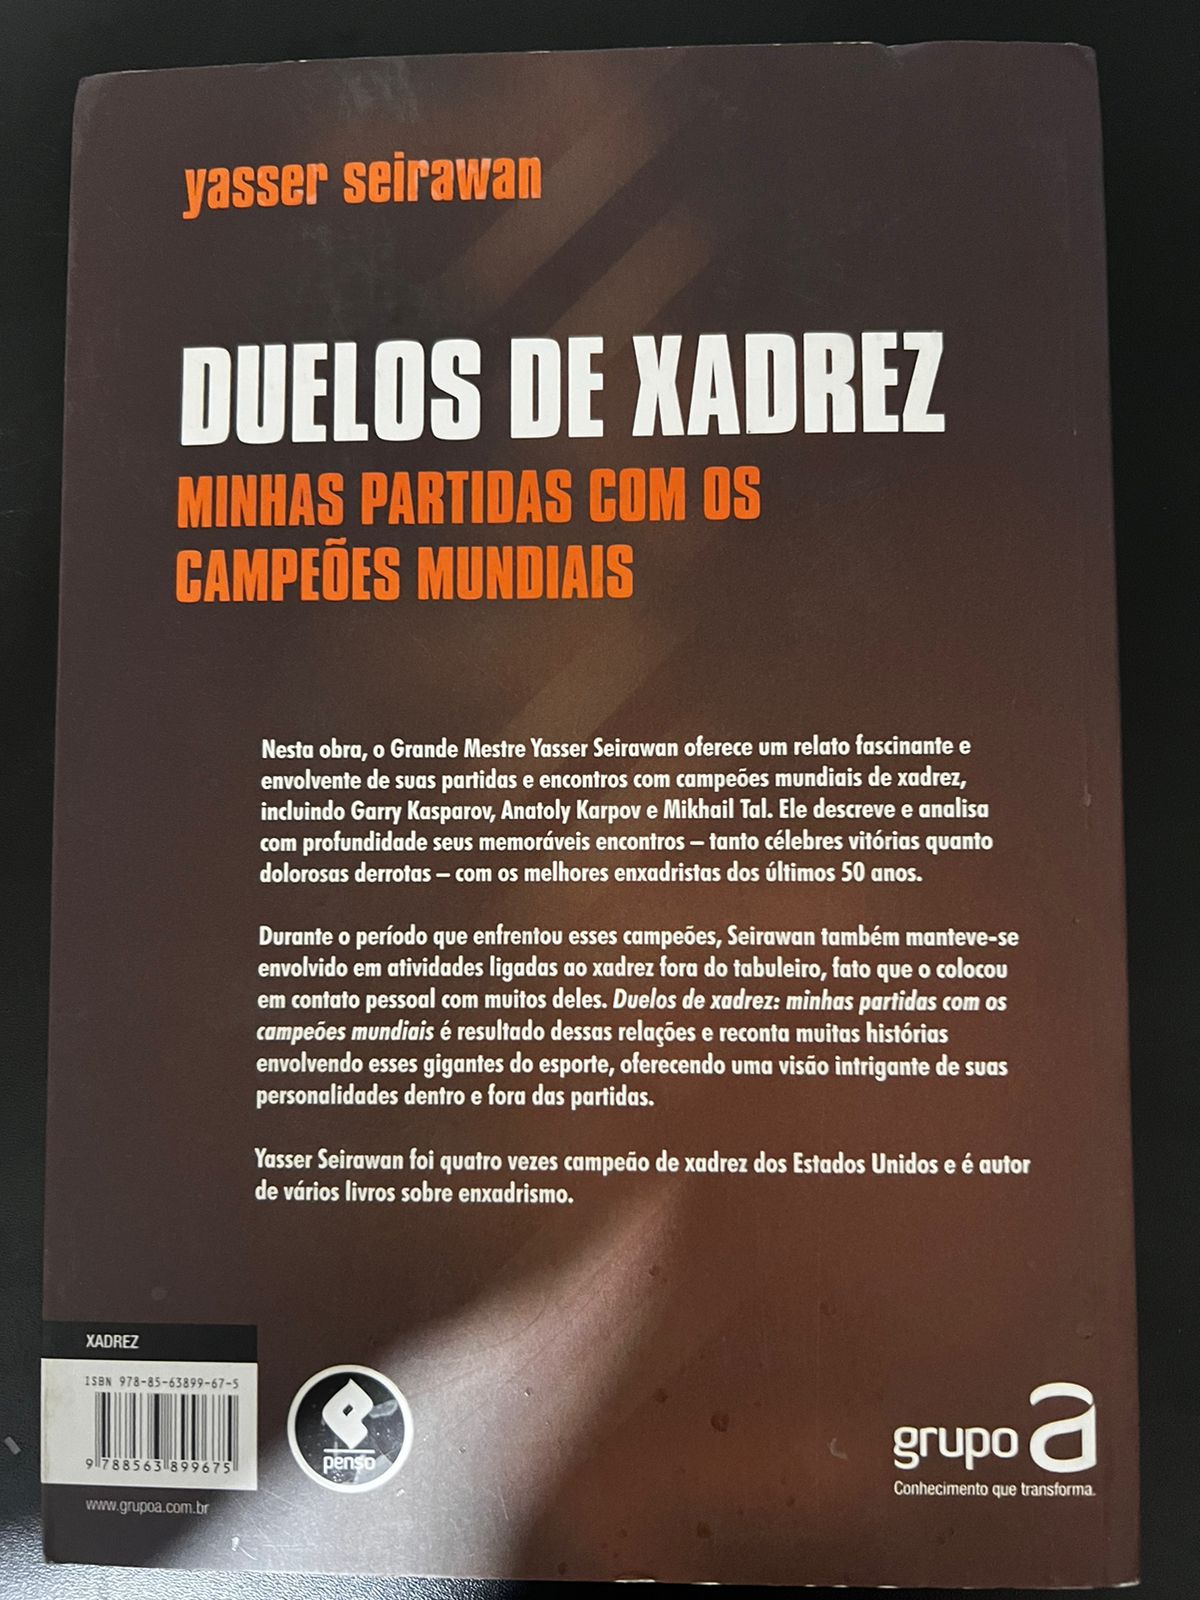 yasser seirawan
DUELOS DE XADREZ
MINHAS PARTIDAS COM OS
CAMPEÕES MUNDIAIS
Nesta obra, o Grande Mestre Yasser Seirawan oferece um relato fascinante e
envolvente de suas partidas e encontros com campeões mundiais de xadrez,
incluindo Garry Kasparov, Anatoly Karpov e Mikhail Tal. Ele descreve e analisa
com profundidade seus memoráveis encontros – tanto célebres vitórias quanto
dolorosas derrotas – com os melhores enxadristas dos últimos 50 anos.
Durante o período que enfrentou esses campeões, Seirawan também manteve-se
envolvido em atividades ligadas ao xadrez fora do tabuleiro, fato que o colocou
em contato pessoal com muitos deles. Duelos de xadrez: minhas partidas com os
campeões mundiais é resultado dessas relações e reconta muitas histórias
envolvendo esses gigantes do esporte, oferecendo uma visão intrigante de suas
personalidades dentro e fora das partidas.
Yasser Seirawan foi quatro vezes campeão de xadrez dos Estados Unidos e é autor
de vários livros sobre enxadrismo.
XADREZ
ISBN 978-85-63899-67-5
9 788563 899675
www.grupoa.com.br
penso
grupo a
Conhecimento que transforma.